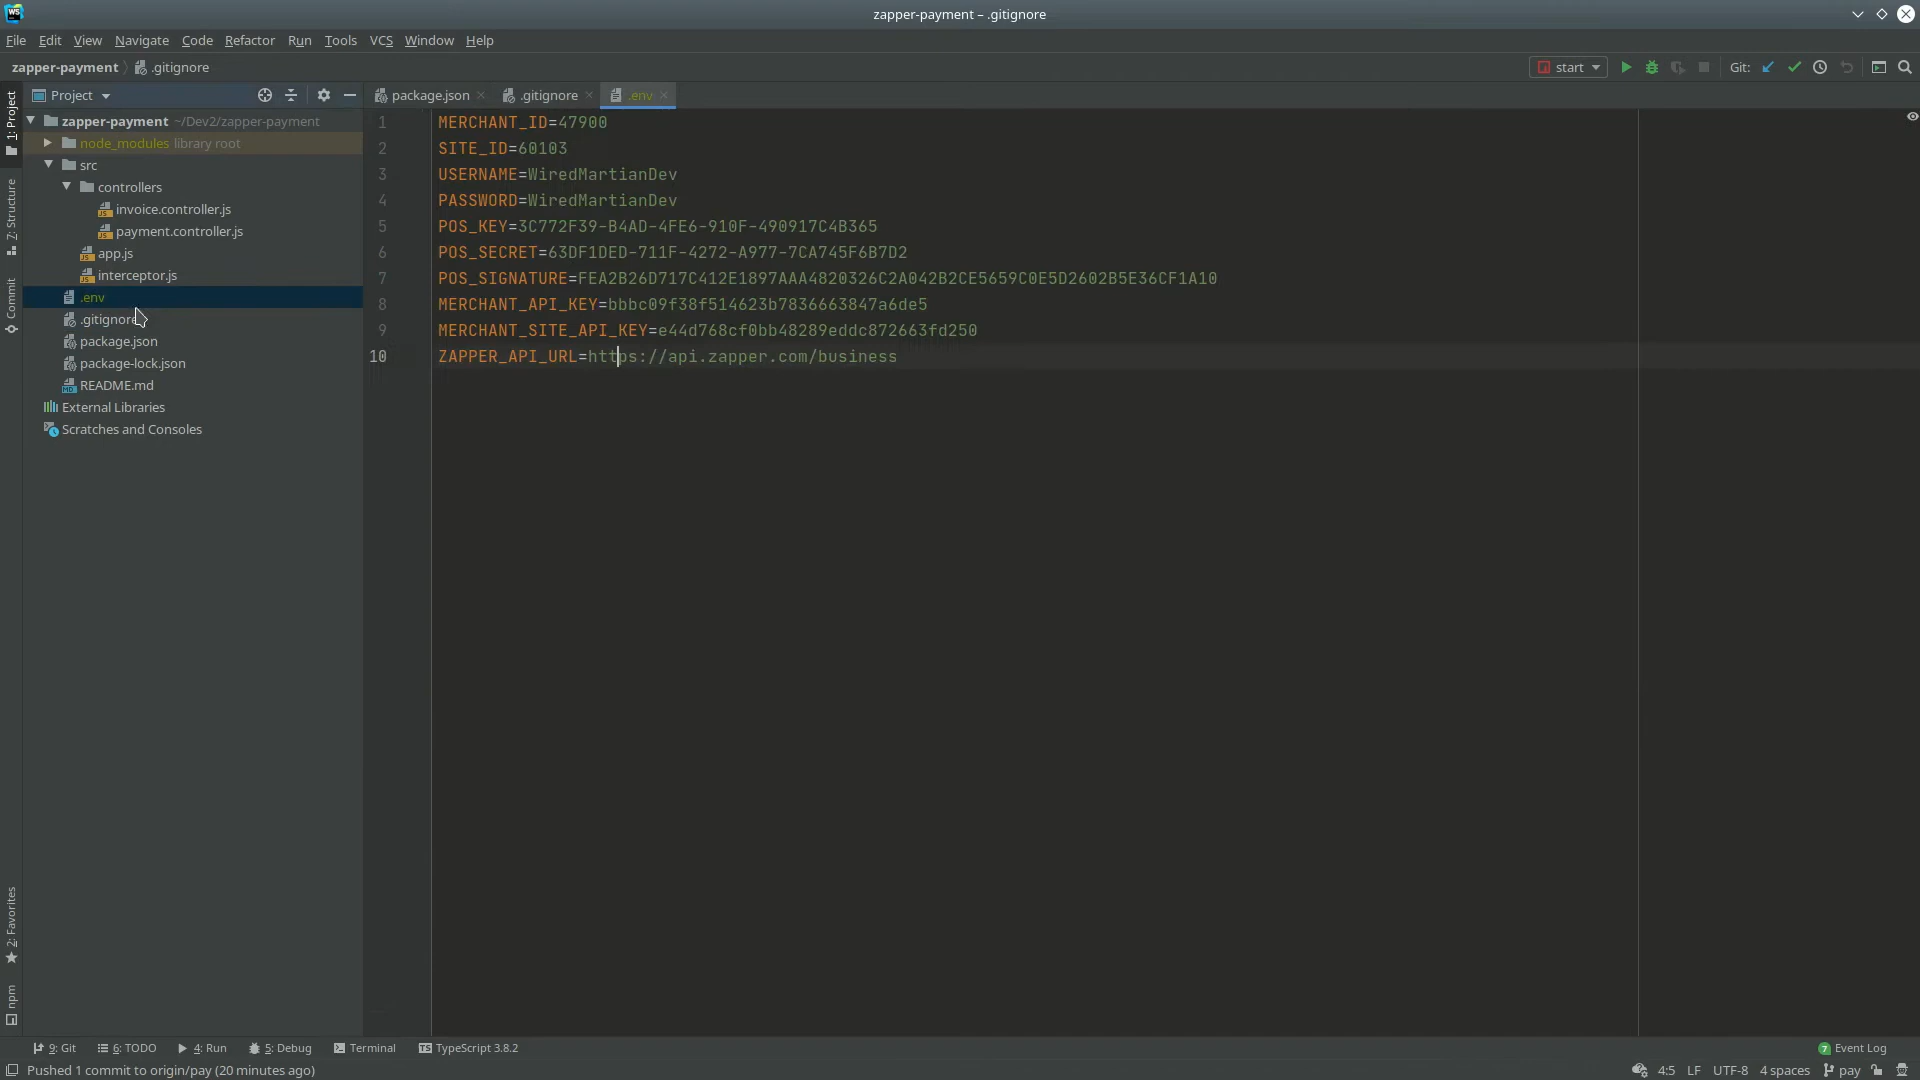 zapper-payment – .gitignore
File Edit View Navigate Code Refactor Run Tools VCS Window Help
zapper-payment .gitignore start Git:
Project package.json .gitignore .env
1: Project
7: Structure
Commit
2: Favorites
npm
zapper-payment ~/Dev2/zapper-payment
node_modules library root
src
controllers
invoice.controller.js
payment.controller.js
app.js
interceptor.js
.env
.gitignore
package.json
package-lock.json
README.md
External Libraries
Scratches and Consoles
1 MERCHANT_ID=47900
2 SITE_ID=60103
3 USERNAME=WiredMartianDev
4 PASSWORD=WiredMartianDev
5 POS_KEY=3C772F39-B4AD-4FE6-910F-490917C4B365
6 POS_SECRET=63DF1DED-711F-4272-A977-7CA745F6B7D2
7 POS_SIGNATURE=FEA2B26D717C412E1897AAA4820326C2A042B2CE5659C0E5D2602B5E36CF1A10
8 MERCHANT_API_KEY=bbbc09f38f514623b7836663847a6de5
9 MERCHANT_SITE_API_KEY=e44d768cf0bb48289eddc872663fd250
10 ZAPPER_API_URL=https://api.zapper.com/business
9: Git 6: TODO 4: Run 5: Debug Terminal TypeScript 3.8.2 7 Event Log
Pushed 1 commit to origin/pay (20 minutes ago) 4:5 LF UTF-8 4 spaces pay